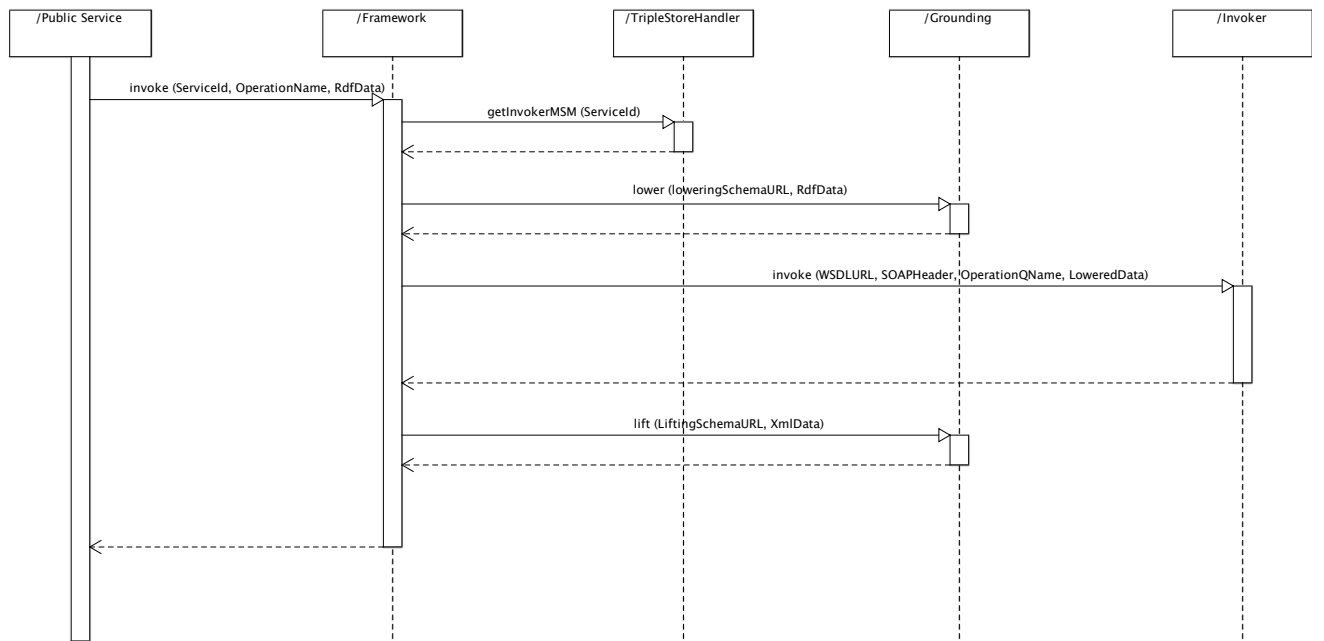 /Public Service
/Framework
/TripleStoreHandler
/Grounding
/Invoker
invoke (ServiceId, OperationName, RdfData)
getInvokerMSM (ServiceId)
lower (loweringSchemaURL, RdfData)
invoke (WSDLURL, SOAPHeader, OperationQName, LoweredData)
lift (LiftingSchemaURL, XmlData)